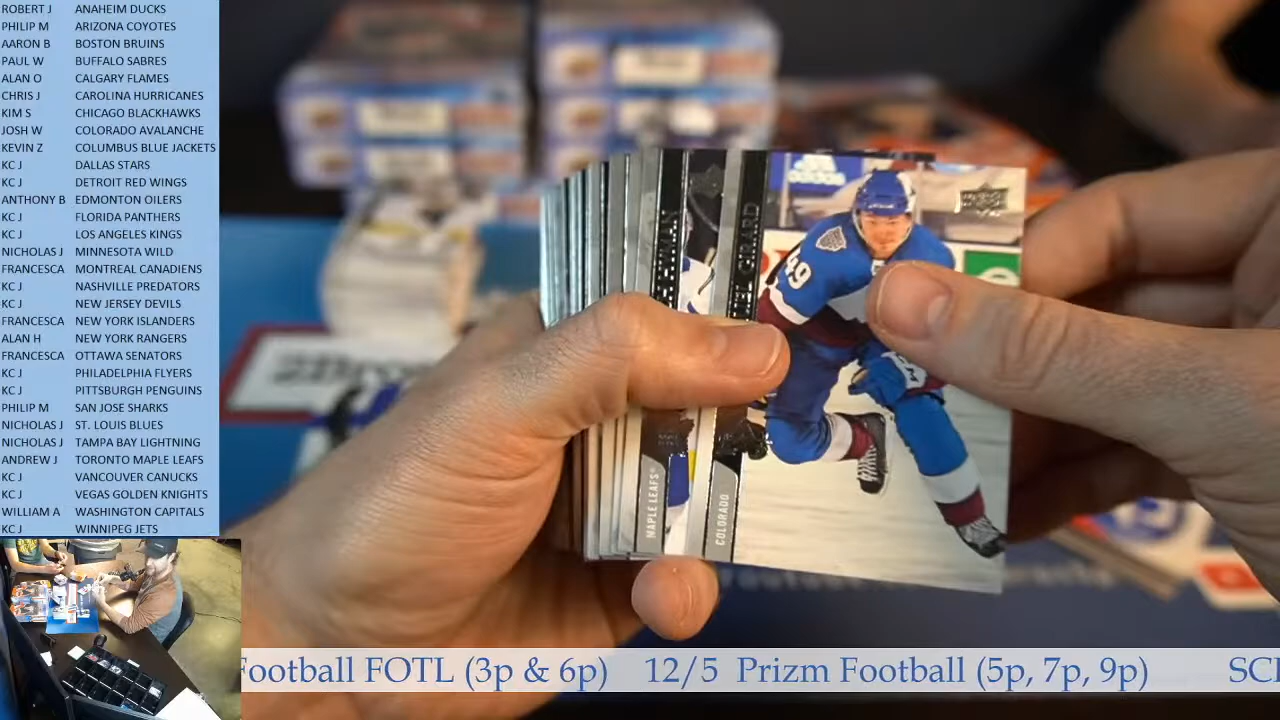 ROBERT J ANAHEIM DUCKS
PHILIP M ARIZONA COYOTES
AARON B BOSTON BRUINS
PAUL W BUFFALO SABRES
ALAN O CALGARY FLAMES
CHRIS J CAROLINA HURRICANES
KIM S CHICAGO BLACKHAWKS
JOSH W COLORADO AVALANCHE
KEVIN Z COLUMBUS BLUE JACKETS
KC J DALLAS STARS
KC J DETROIT RED WINGS
ANTHONY B EDMONTON OILERS
KC J FLORIDA PANTHERS
KC J LOS ANGELES KINGS
NICHOLAS J MINNESOTA WILD
FRANCESCA MONTREAL CANADIENS
KC J NASHVILLE PREDATORS
KC J NEW JERSEY DEVILS
FRANCESCA NEW YORK ISLANDERS
ALAN H NEW YORK RANGERS
FRANCESCA OTTAWA SENATORS
KC J PHILADELPHIA FLYERS
KC J PITTSBURGH PENGUINS
PHILIP M SAN JOSE SHARKS
NICHOLAS J ST. LOUIS BLUES
NICHOLAS J TAMPA BAY LIGHTNING
ANDREW J TORONTO MAPLE LEAFS
KC J VANCOUVER CANUCKS
KC J VEGAS GOLDEN KNIGHTS
WILLIAM A WASHINGTON CAPITALS
KC J WINNIPEG JETS
GIRARD
49
MAPLE LEAFS
COLORADO
Football FOTL (3p & 6p) 12/5 Prizm Football (5p, 7p, 9p)